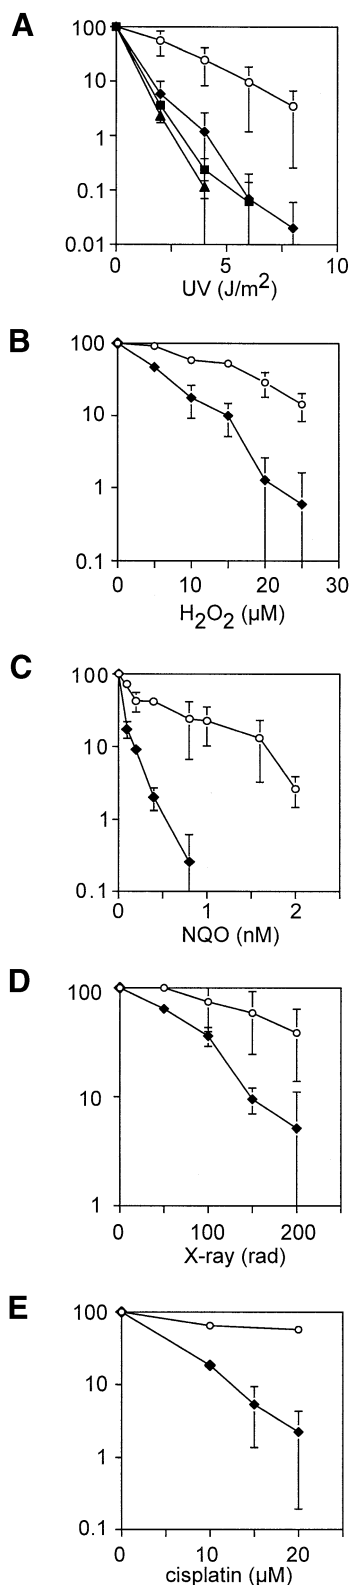 A
100
10
1
0.1
0.01
0 5 10
UV (J/m²)
B
100
10
1
0.1
0 10 20 30
H₂O₂ (μM)
C
100
10
1
0.1
0 1 2
NQO (nM)
D
100
10
1
0 100 200
X-ray (rad)
E
100
10
1
0.1
0 10 20
cisplatin (μM)